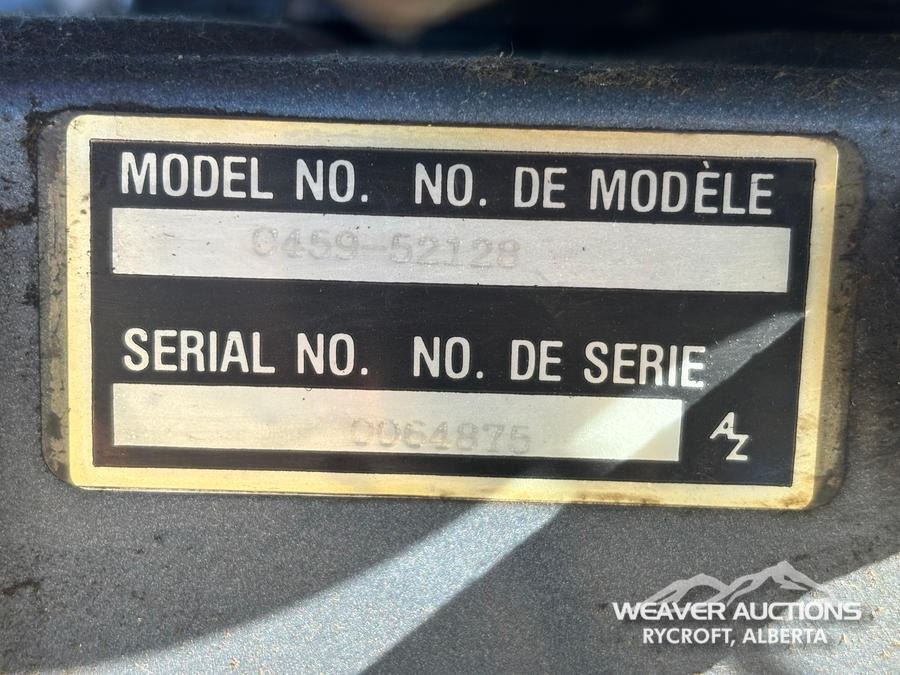 MODEL NO. NO. DE MODÈLE
C459-52128
SERIAL NO. NO. DE SERIE
0064875
AZ
WEAVER AUCTIONS
RYCROFT, ALBERTA